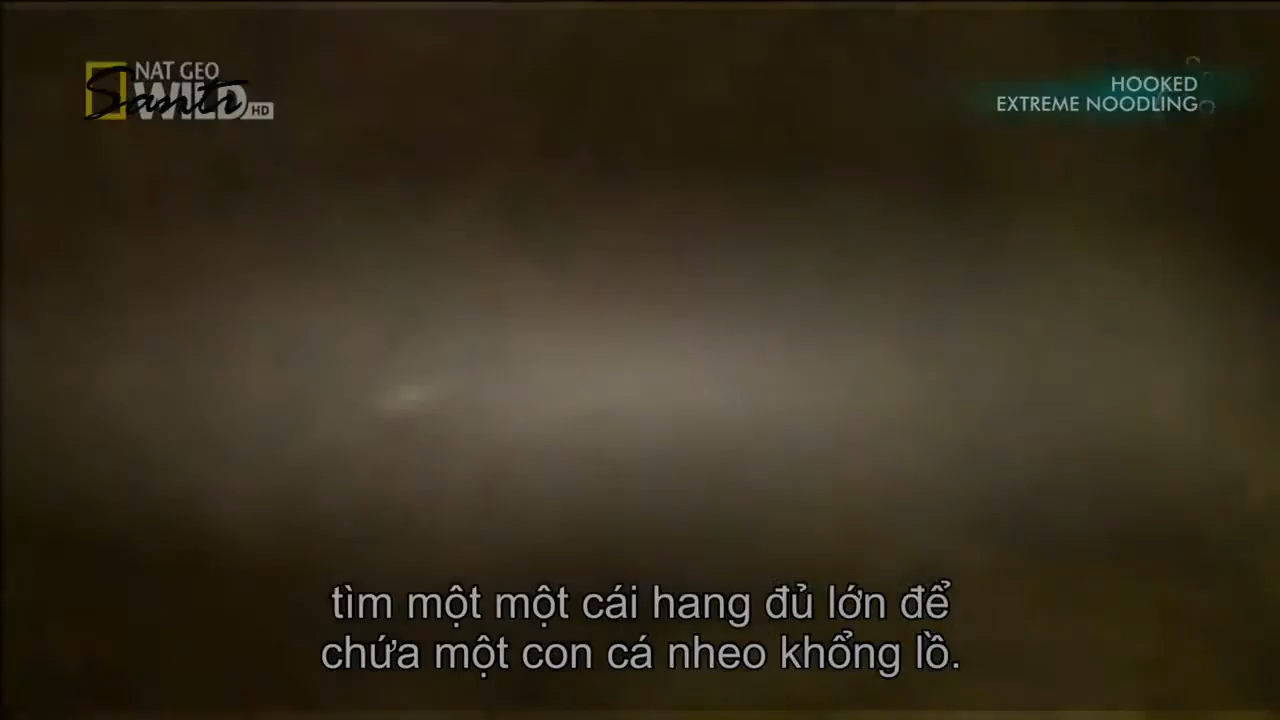 NAT GEO
WILD HD
Santi
HOOKED
EXTREME NOODLING
tìm một một cái hang đủ lớn để
chứa một con cá nheo khổng lồ.